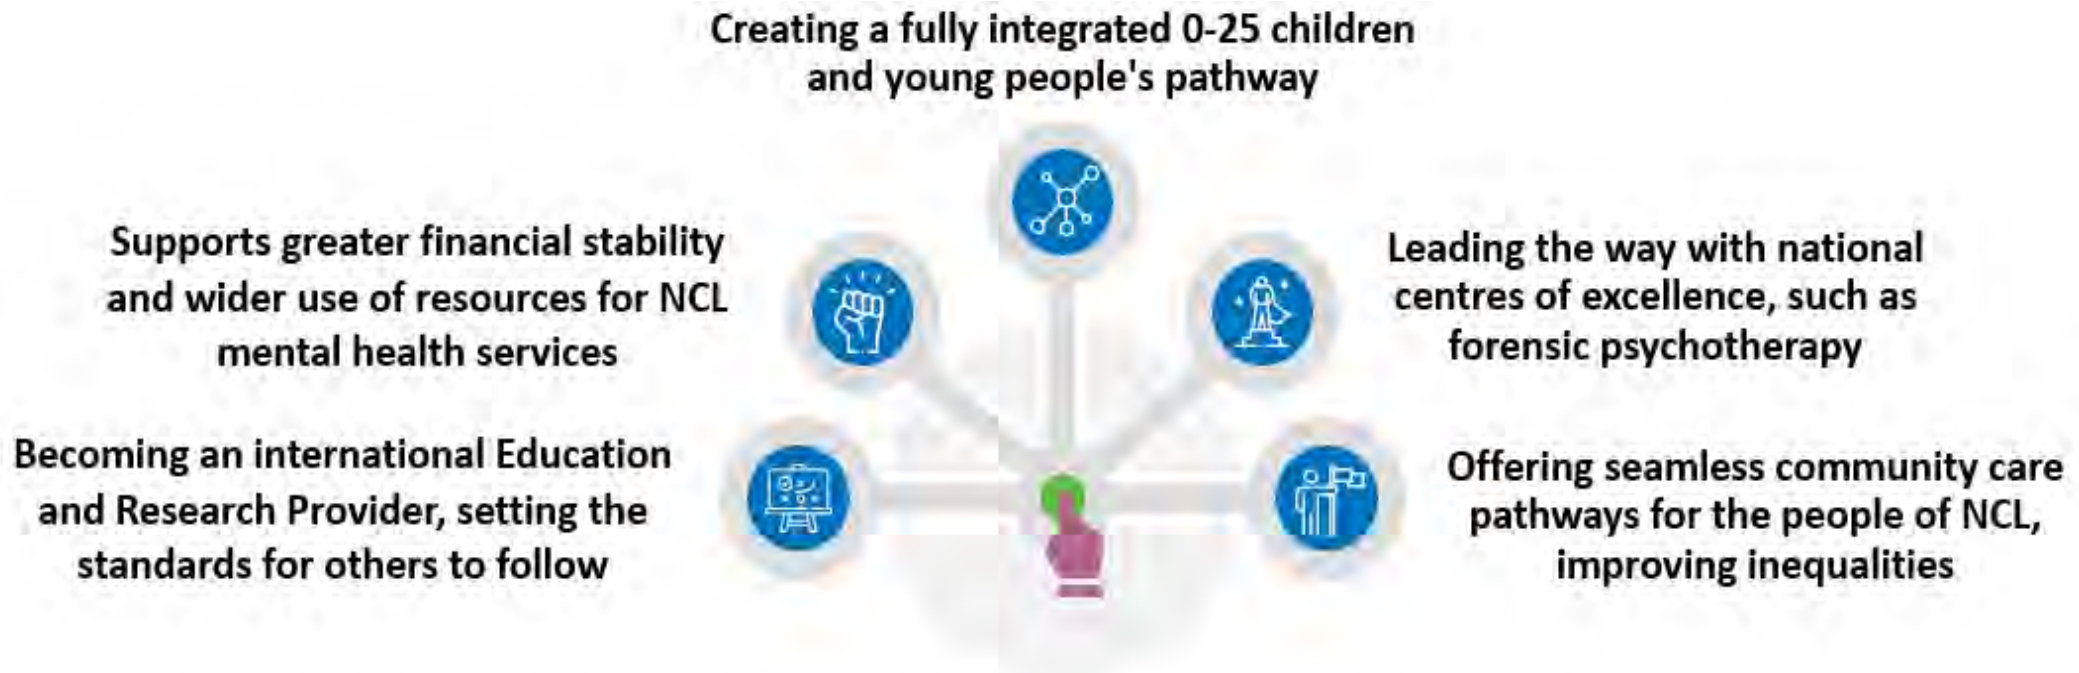 Creating a fully integrated 0-25 children
and young people's pathway
Supports greater financial stability
and wider use of resources for NCL
mental health services
Leading the way with national
centres of excellence, such as
forensic psychotherapy
Becoming an international Education
and Research Provider, setting the
standards for others to follow
Offering seamless community care
pathways for the people of NCL,
improving inequalities